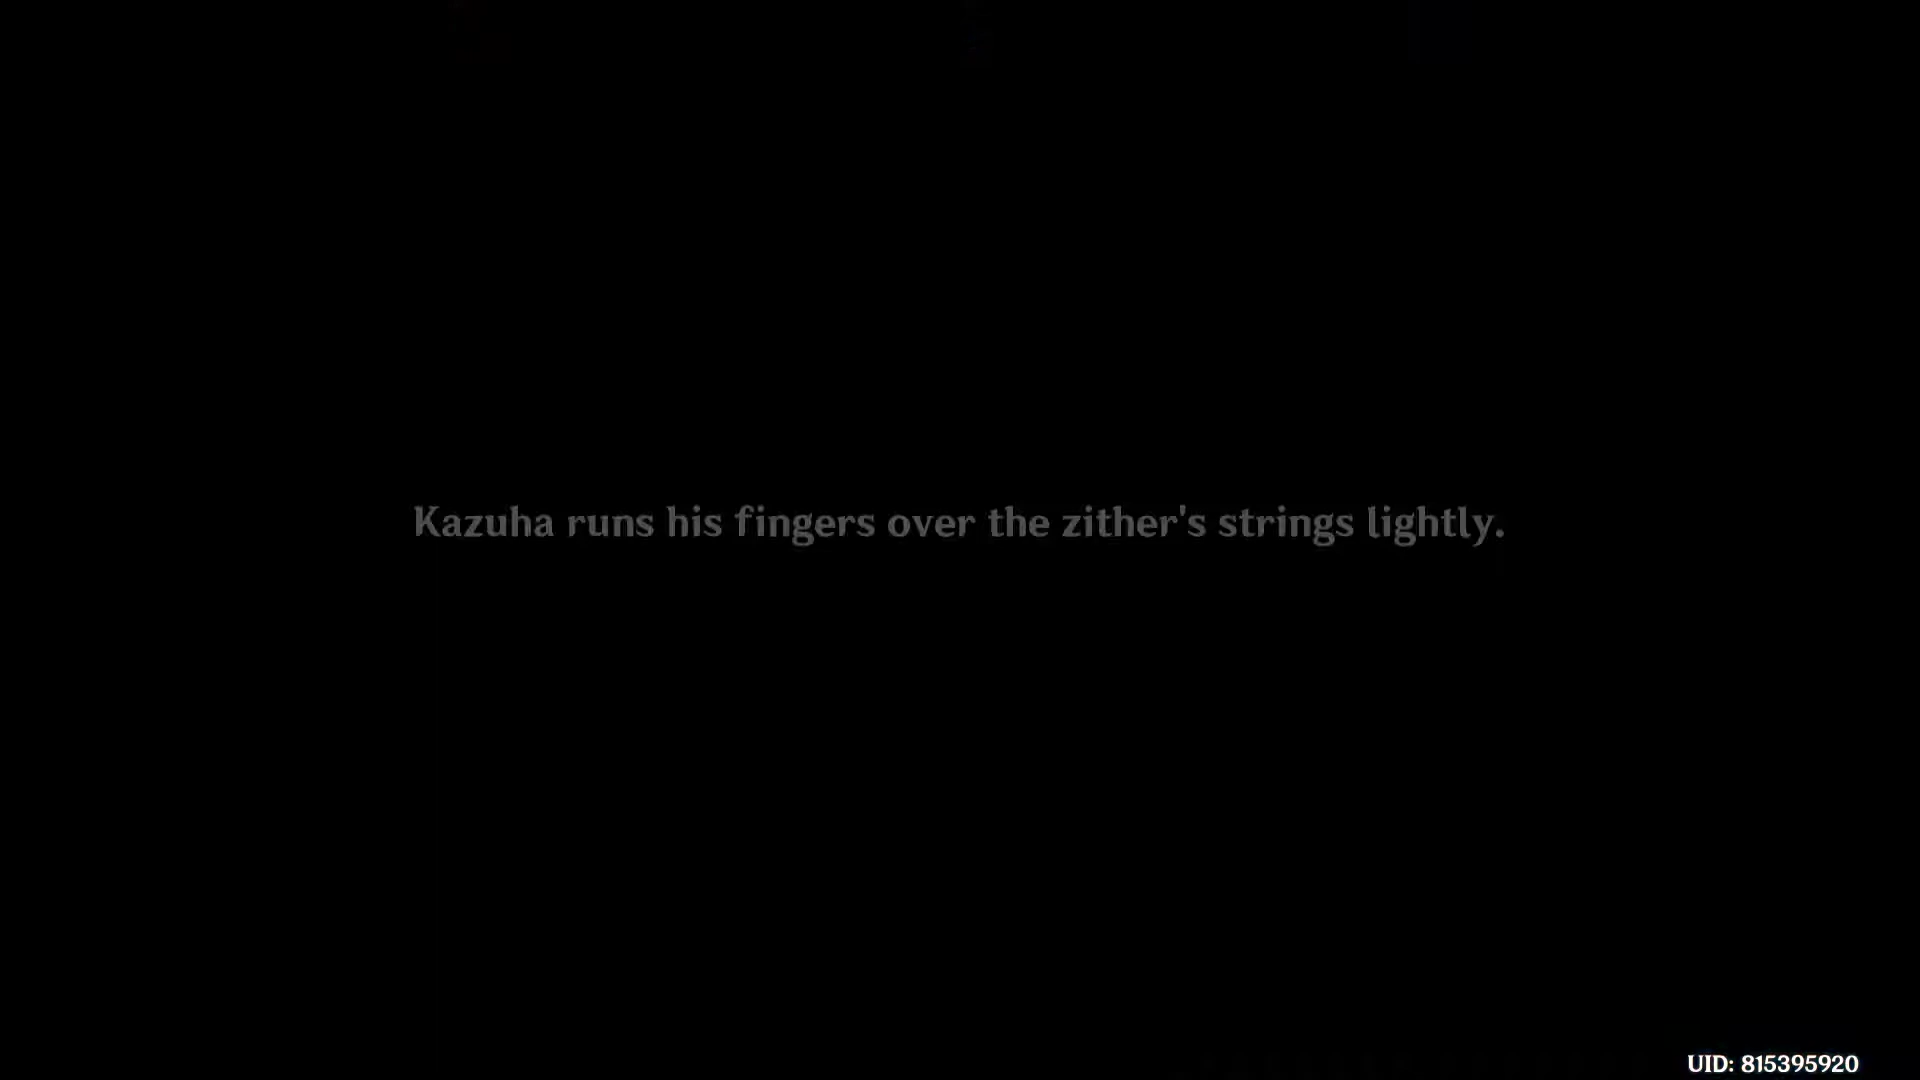 Kazuha runs his fingers over the zither's strings lightly.
UID: 815395920